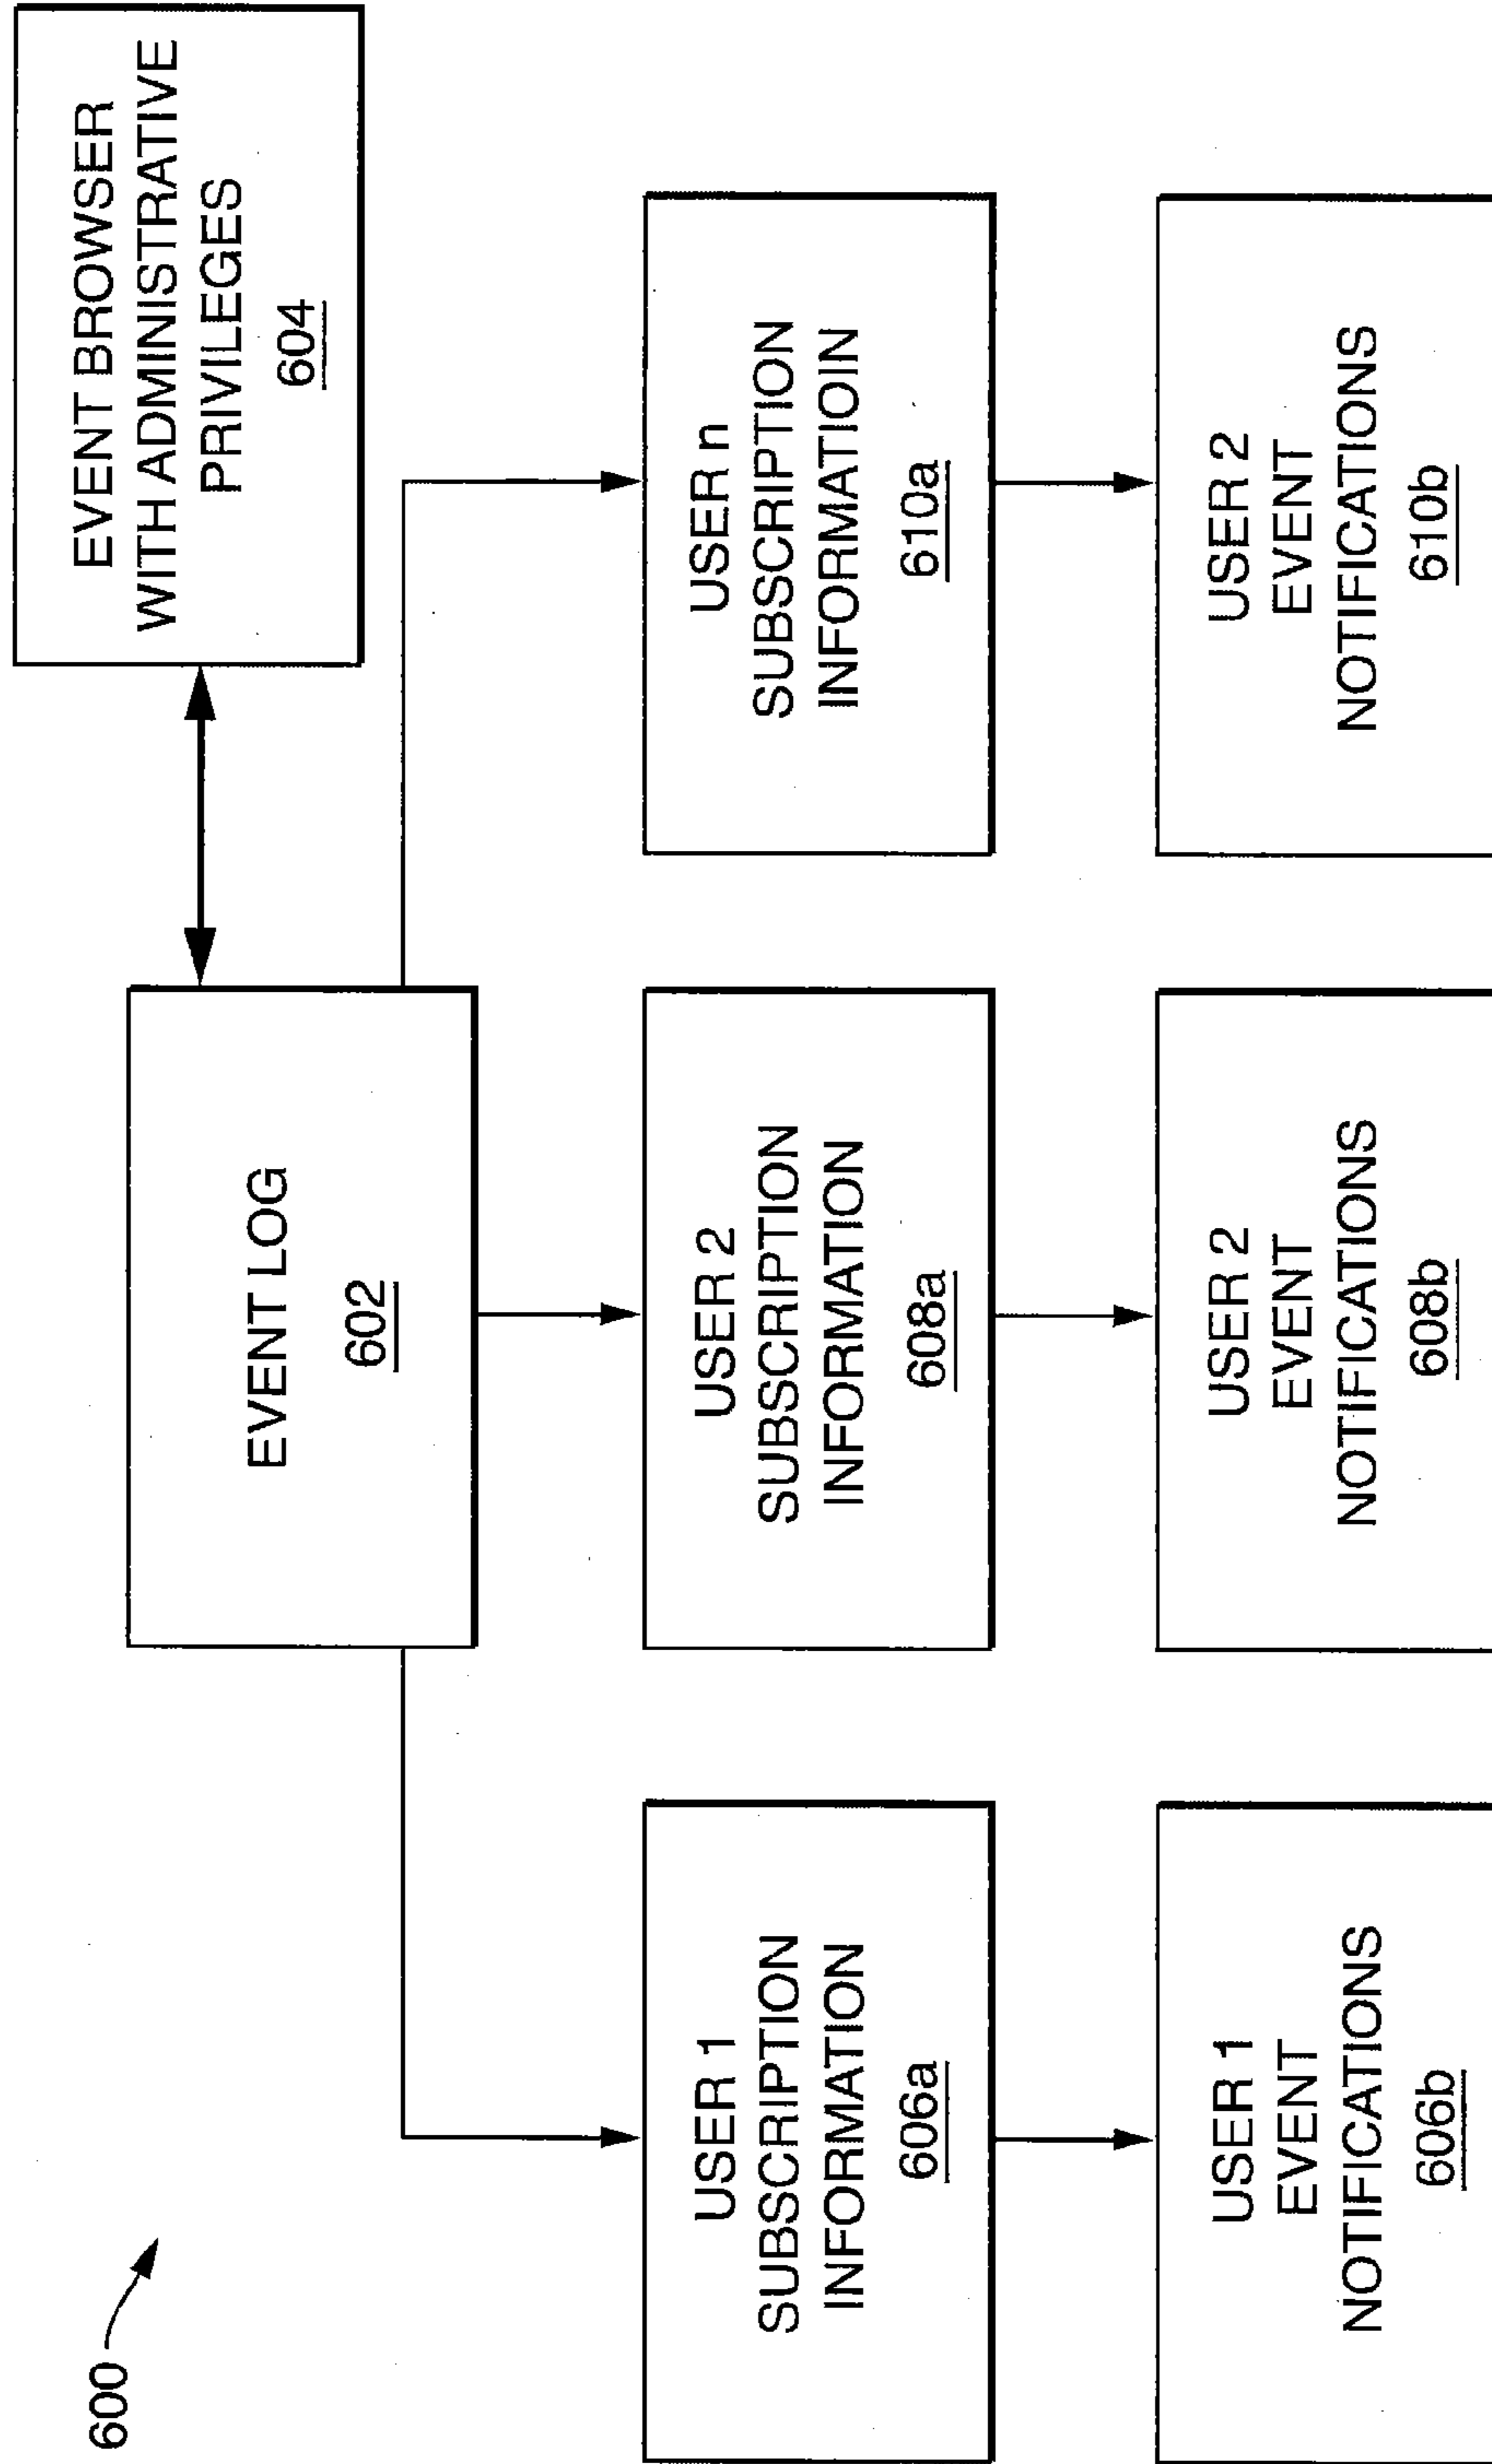 600
EVENT LOG
602
EVENT BROWSER
WITH ADMINISTRATIVE
PRIVILEGES
604
USER 1
SUBSCRIPTION
INFORMATION
606a
USER 2
SUBSCRIPTION
INFORMATION
608a
USER n
SUBSCRIPTION
INFORMATIOIN
610a
USER 1
EVENT
NOTIFICATIONS
606b
USER 2
EVENT
NOTIFICATIONS
608b
USER 2
EVENT
NOTIFICATIONS
610b